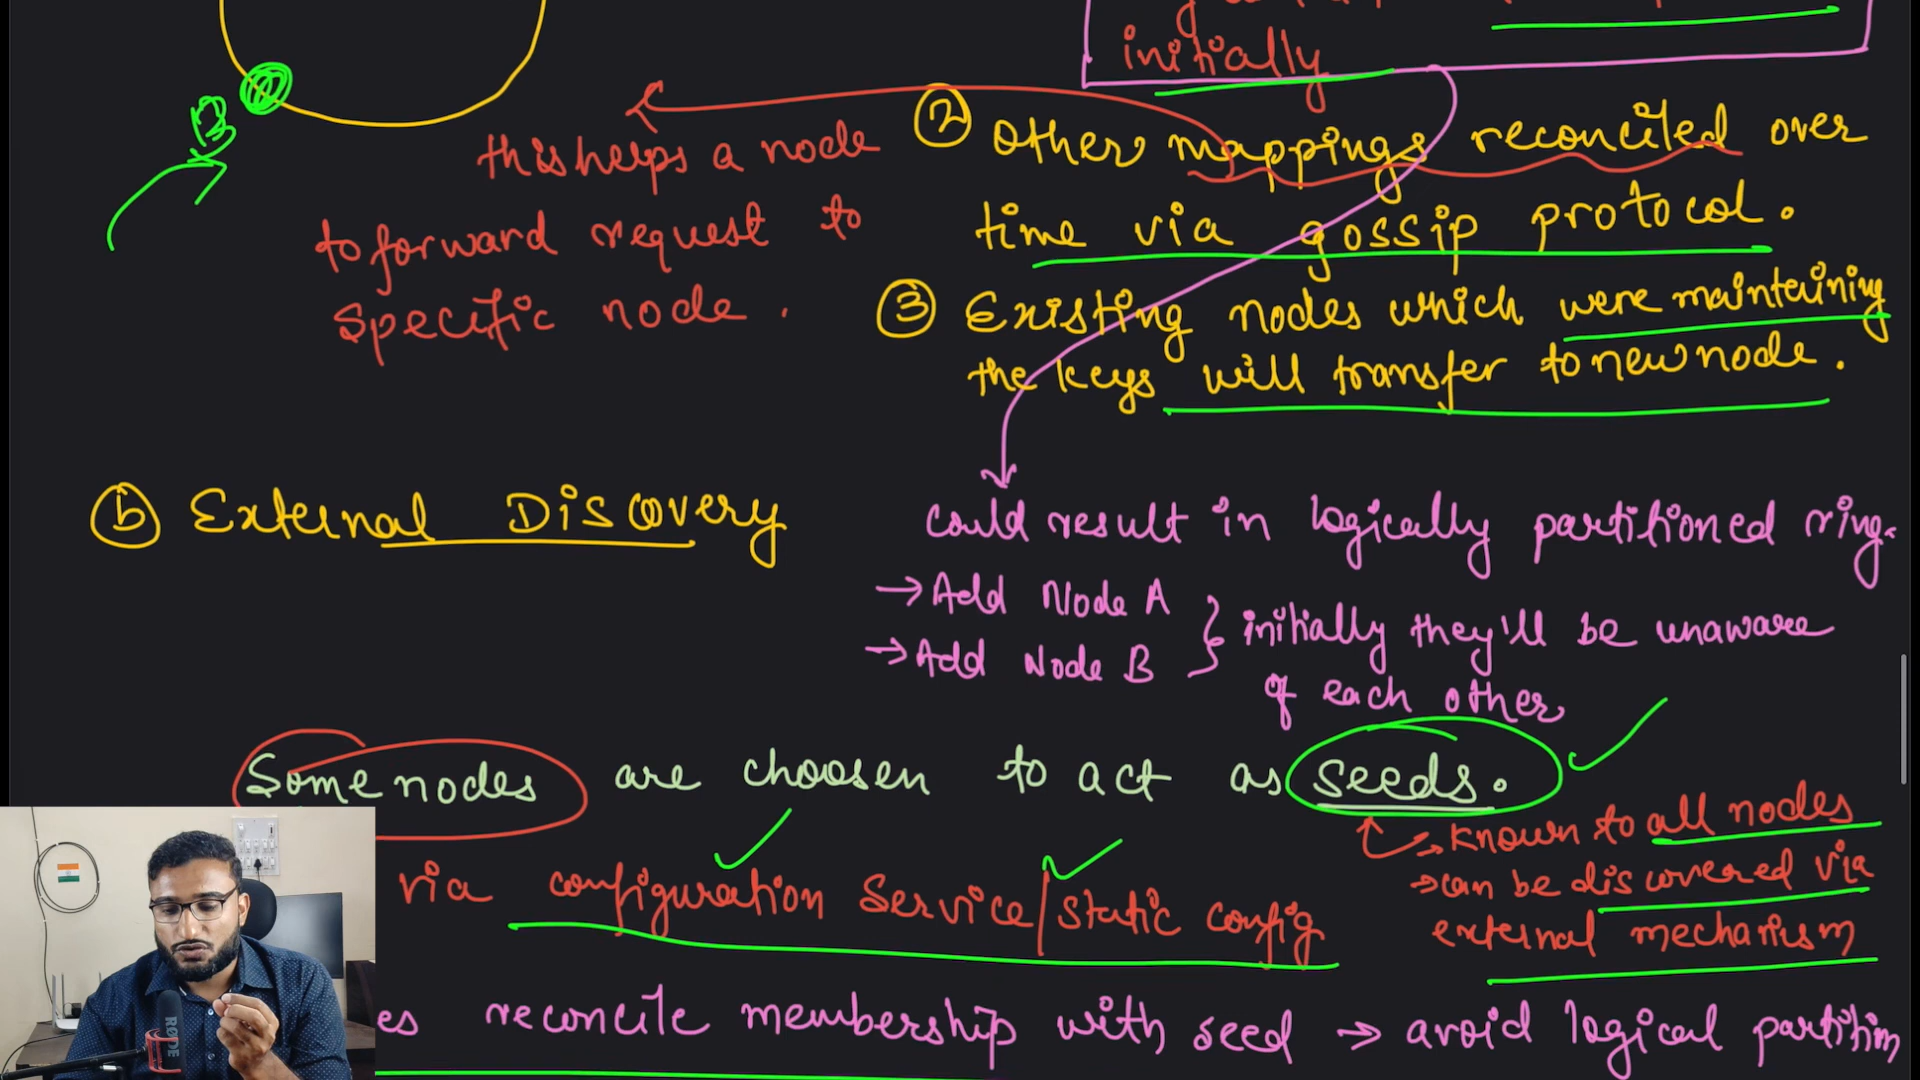 initially
② Other mappings reconciled over
time via gossip protocol.
this helps a node
to forward request to
specific node.
③ Existing nodes which were maintaining
the keys will transfer to new node.
ⓑ External Discovery
could result in logically partitioned ring.
→ Add Node A
→ Add Node B
initially they'll be unaware
of each other
Some nodes are choosen to act as seeds.
→ known to all nodes
→ can be discovered via
external mechanism
via configuration service/static config
es reconcile membership with seed → avoid logical partition
RØDE